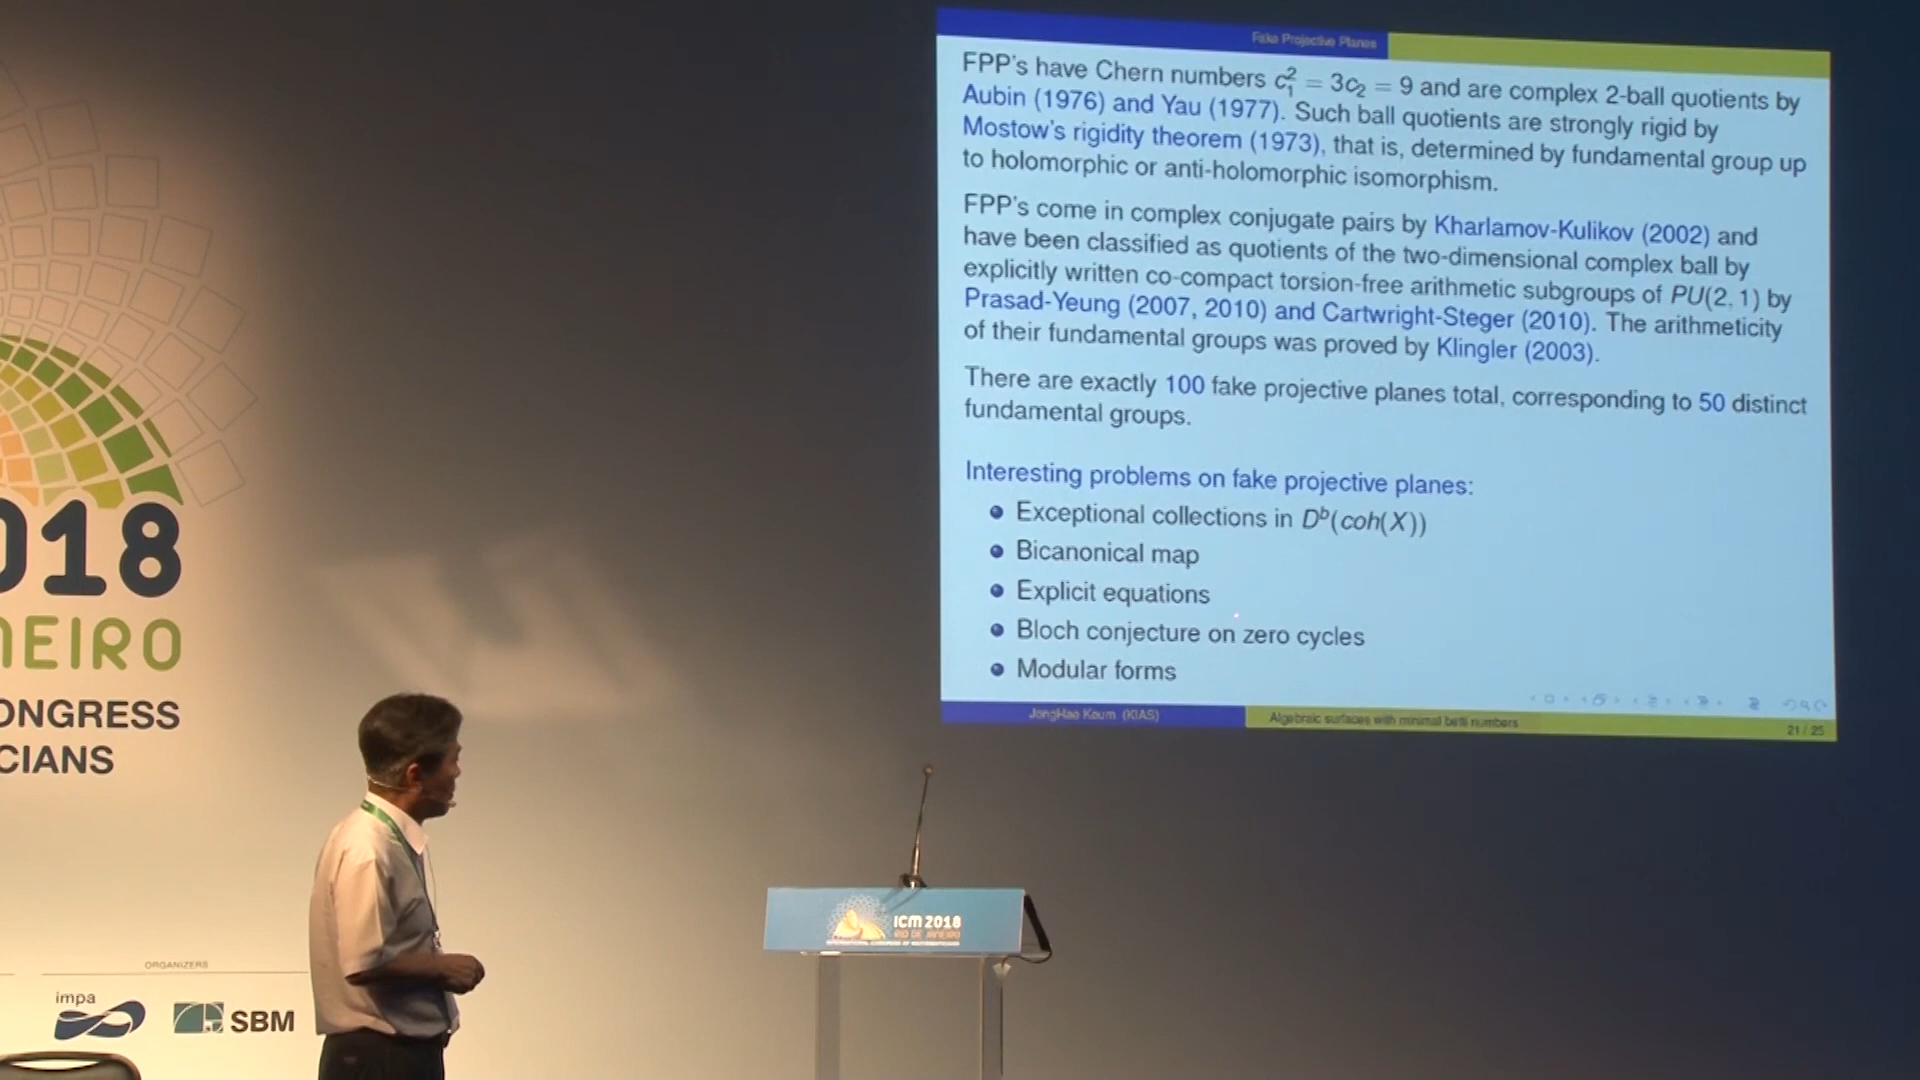 Fake Projective Planes
FPP's have Chern numbers c₁² = 3c₂ = 9 and are complex 2-ball quotients by
Aubin (1976) and Yau (1977). Such ball quotients are strongly rigid by
Mostow's rigidity theorem (1973), that is, determined by fundamental group up
to holomorphic or anti-holomorphic isomorphism.
FPP's come in complex conjugate pairs by Kharlamov-Kulikov (2002) and
have been classified as quotients of the two-dimensional complex ball by
explicitly written co-compact torsion-free arithmetic subgroups of PU(2, 1) by
Prasad-Yeung (2007, 2010) and Cartwright-Steger (2010). The arithmeticity
of their fundamental groups was proved by Klingler (2003).
There are exactly 100 fake projective planes total, corresponding to 50 distinct
fundamental groups.
Interesting problems on fake projective planes:
Exceptional collections in Dᵇ(coh(X))
Bicanonical map
Explicit equations
Bloch conjecture on zero cycles
Modular forms
JongHae Keum (KIAS)
Algebraic surfaces with minimal betti numbers
21 / 25
018
NEIRO
ONGRESS
CIANS
ORGANIZERS
impa
SBM
ICM 2018
RIO DE JANEIRO
INTERNATIONAL CONGRESS OF MATHEMATICIANS